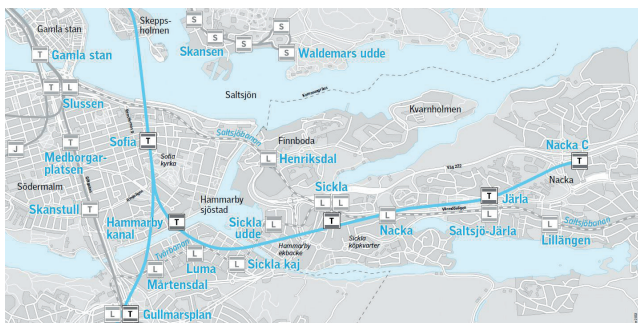 Gamla stan
Skepps-
holmen
S
S
S
S
S
Skansen
Waldemars udde
T
Gamla stan
T
L
Slussen
Saltsjön
Kvarnholmen
Saltsjöbanan
Finnboda
J
T
Medborgar-
platsen
Sofia
T
Sofia
kyrka
L
Henriksdal
Nacka C
T
Nacka
Södermalm
Skanstull
T
Hammarby
sjöstad
Sickla
L
L
T
Järla
T
Hammarby
kanal
T
Sickla
udde
L
T
L
Nacka
L
Saltsjö-Järla
L
Lillängen
Saltsjöbanan
Hammarby
ekbacke
Sickla
köpkvarter
Tvärbanan
L
Luma
L
Sickla kaj
L
Mårtensdal
L
T
Gullmarsplan